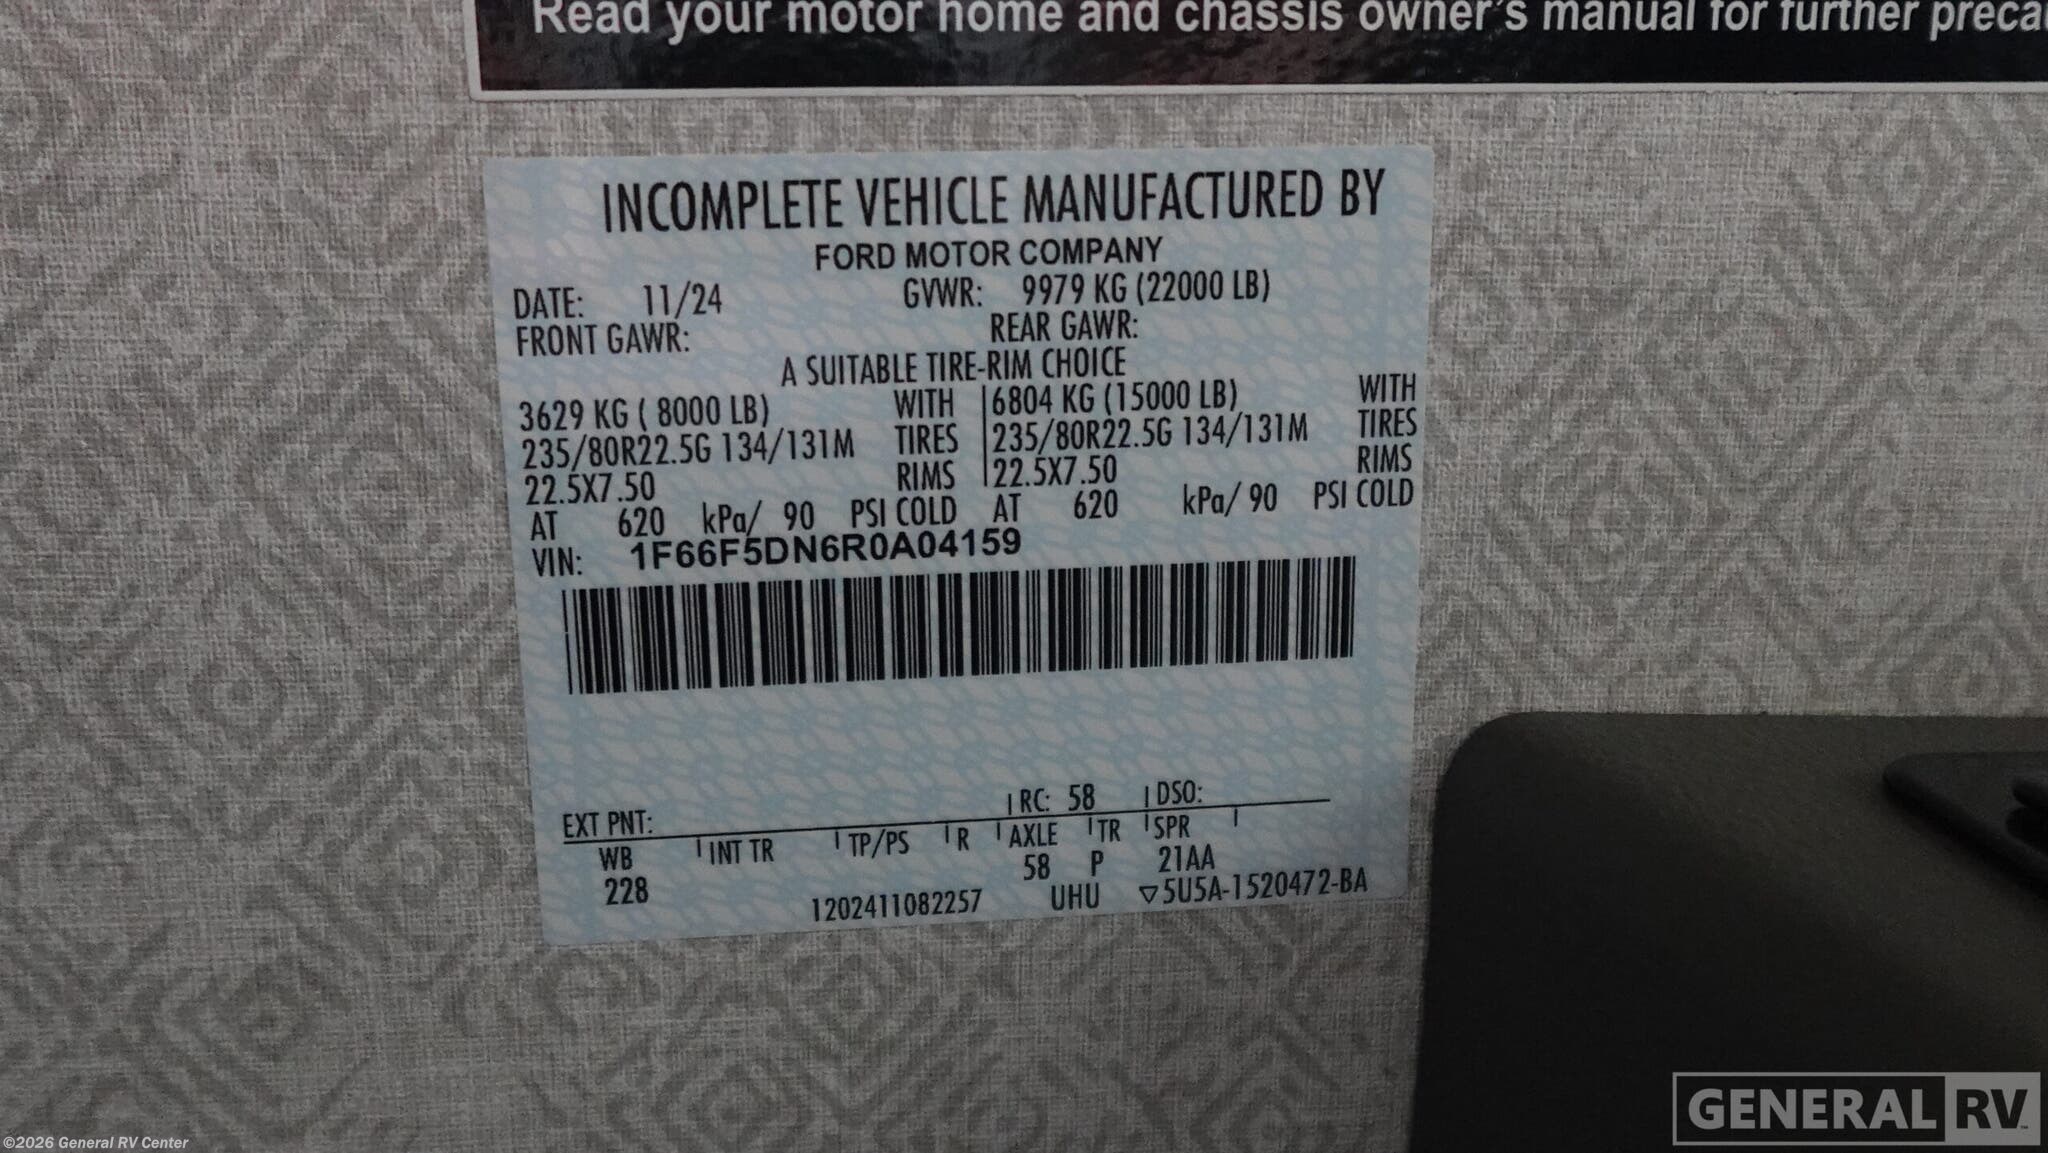 Read your motor home and chassis owner's manual for further
INCOMPLETE VEHICLE MANUFACTURED BY
FORD MOTOR COMPANY
DATE: 11/24 GVWR: 9979 KG (22000 LB)
FRONT GAWR: REAR GAWR:
A SUITABLE TIRE-RIM CHOICE
3629 KG ( 8000 LB) WITH 6804 KG (15000 LB) WITH
235/80R22.5G 134/131M TIRES 235/80R22.5G 134/131M TIRES
22.5X7.50 RIMS 22.5X7.50 RIMS
AT 620 kPa/ 90 PSI COLD AT 620 kPa/ 90 PSI COLD
VIN: 1F66F5DN6R0A04159
EXT PNT: RC: 58 DSO:
WB INT TR TP/PS R AXLE TR SPR
228 58 P 21AA
1202411082257 UHU ▽5U5A-1520472-BA
GENERAL RV
©2026 General RV Center